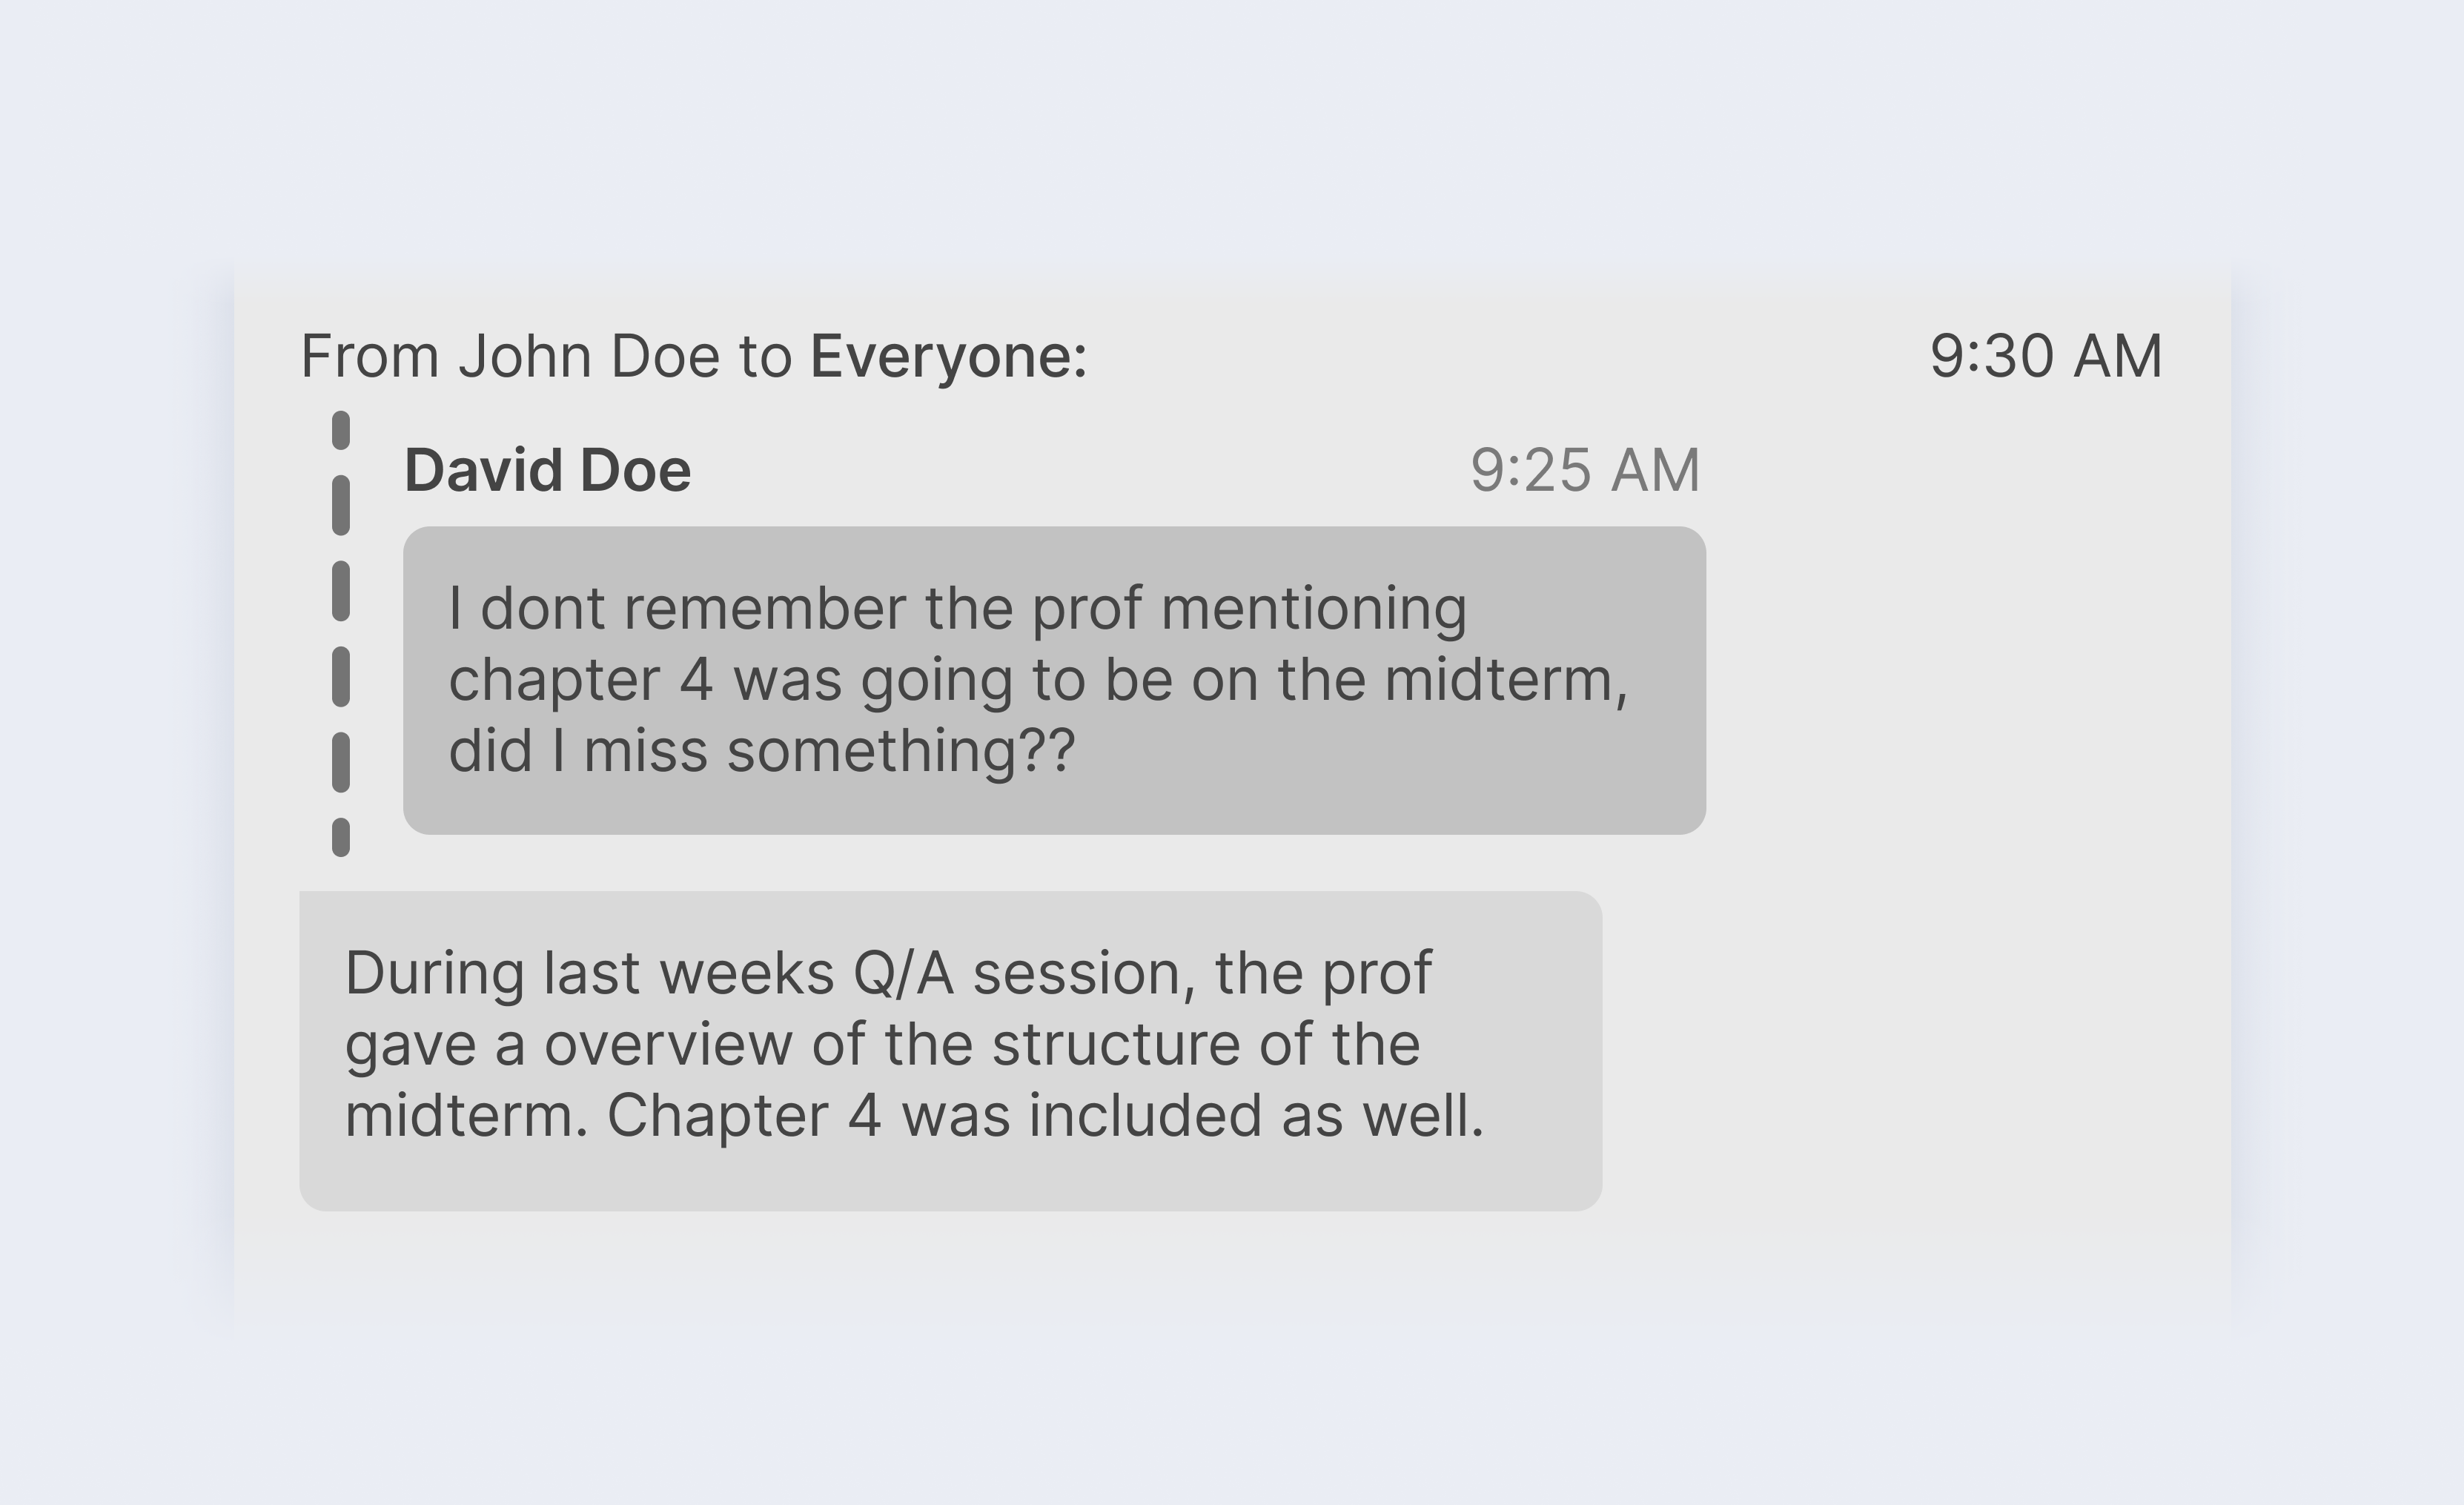 From John Doe to Everyone: 9:30 AM
David Doe 9:25 AM
I dont remember the prof mentioning
chapter 4 was going to be on the midterm,
did I miss something??
During last weeks Q/A session, the prof
gave a overview of the structure of the
midterm. Chapter 4 was included as well.